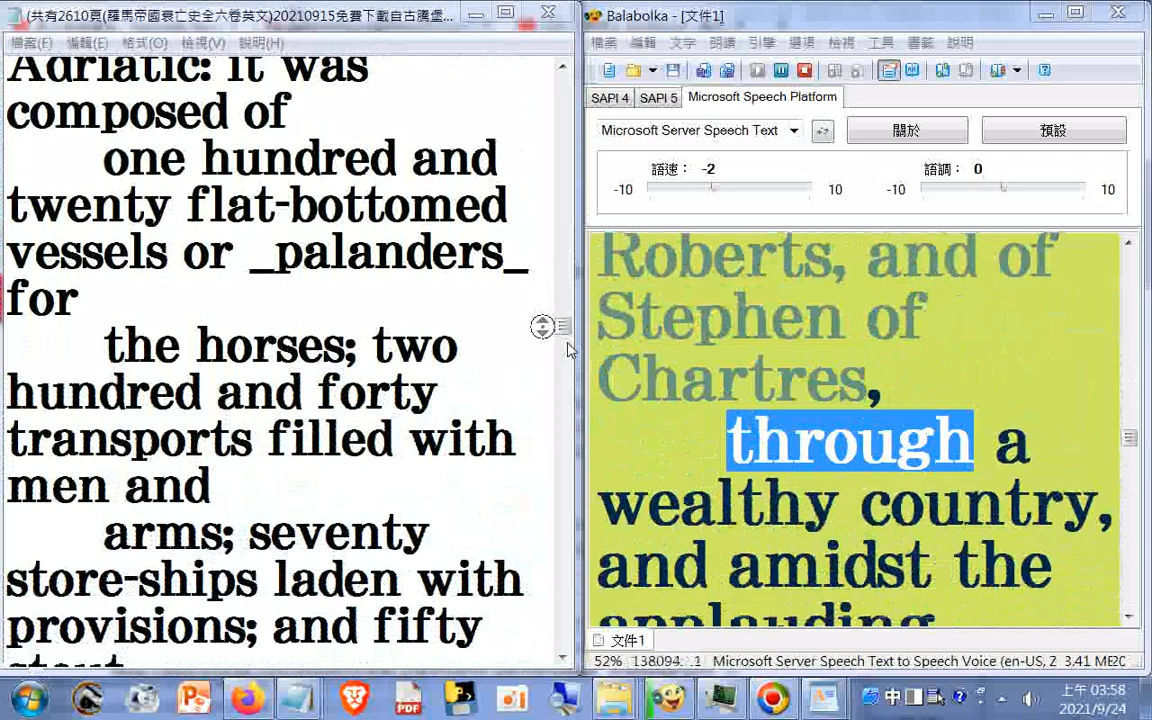 (共有2610頁(羅馬帝國衰亡史全六卷英文)20210915免費下載自古騰堡...
檔案(F) 編輯(E) 格式(O) 檢視(V) 說明(H)
Adriatic: it was
composed of
one hundred and
twenty flat-bottomed
vessels or _palanders_
for
the horses; two
hundred and forty
transports filled with
men and
arms; seventy
store-ships laden with
provisions; and fifty
stout
Balabolka - [文件1]
檔案 編輯 文字 朗讀 引擎 選項 檢視 工具 書籤 說明
SAPI 4 SAPI 5 Microsoft Speech Platform
Microsoft Server Speech Text 關於 預設
語速: -2 語調: 0
-10 10 -10 10
Roberts, and of
Stephen of
Chartres,
through a
wealthy country,
and amidst the
applauding
文件1
52% Microsoft Server Speech Text to Speech Voice (en-US, Z
上午 03:58
2021/9/24
中